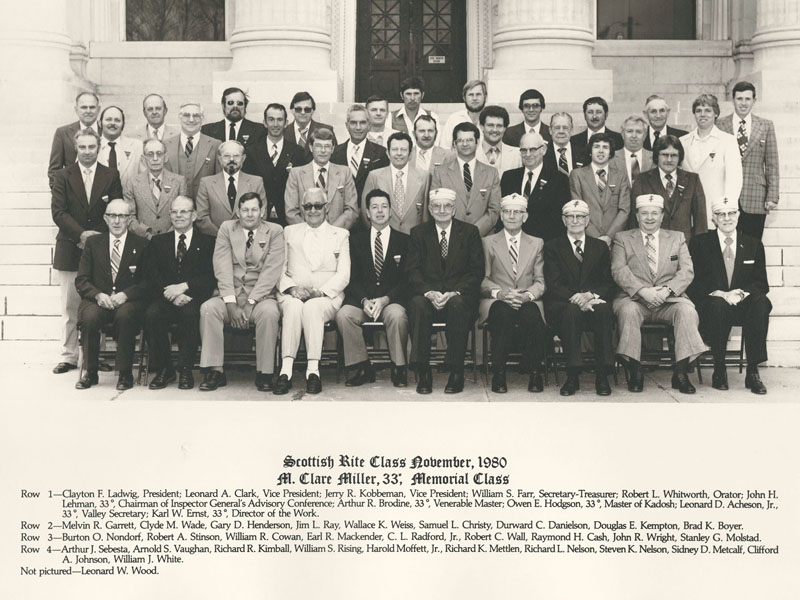 Scottish Rite Class November, 1980
M. Clare Miller, 33°, Memorial Class
Row 1—Clayton F. Ladwig, President; Leonard A. Clark, Vice President; Jerry R. Kobbeman, Vice President; William S. Farr, Secretary-Treasurer; Robert L. Whitworth, Orator; John H.
Lehman, 33°, Chairman of Inspector General's Advisory Conference; Arthur R. Brodine, 33°, Venerable Master; Owen E. Hodgson, 33°, Master of Kadosh; Leonard D. Acheson, Jr.,
33°, Valley Secretary; Karl W. Ernst, 33°, Director of the Work.
Row 2—Melvin R. Garrett, Clyde M. Wade, Gary D. Henderson, Jim L. Ray, Wallace K. Weiss, Samuel L. Christy, Durward C. Danielson, Douglas E. Kempton, Brad K. Boyer.
Row 3—Burton O. Nondorf, Robert A. Stinson, William R. Cowan, Earl R. Mackender, C. L. Radford, Jr., Robert C. Wall, Raymond H. Cash, John R. Wright, Stanley G. Molstad.
Row 4—Arthur J. Sebesta, Arnold S. Vaughan, Richard R. Kimball, William S. Rising, Harold Moffett, Jr., Richard K. Mettlen, Richard L. Nelson, Steven K. Nelson, Sidney D. Metcalf, Clifford
A. Johnson, William J. White.
Not pictured—Leonard W. Wood.